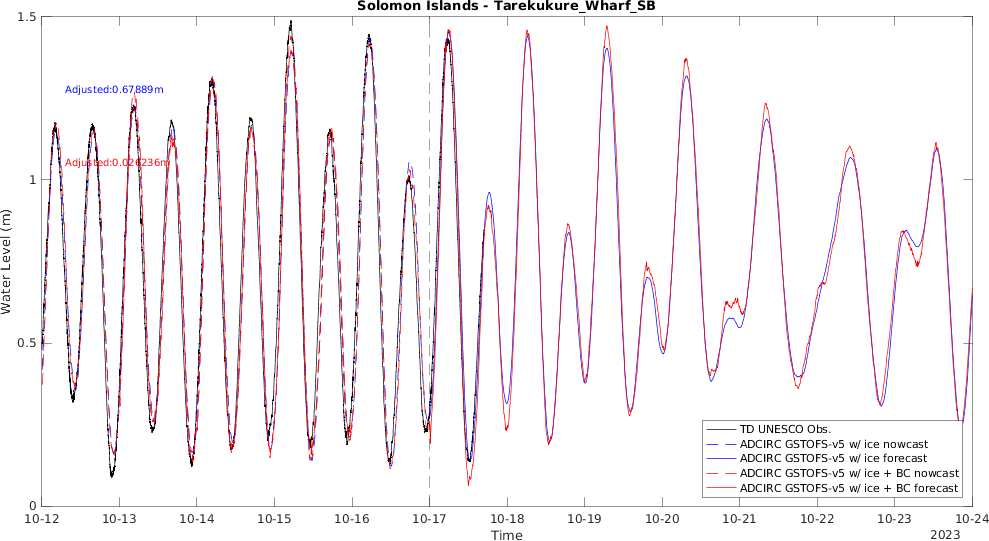 Solomon Islands - Tarekukure_Wharf_SB
1.5
1
0.5
0
Water Level (m)
Adjusted:0.67889m
Adjusted:0.026236m
TD UNESCO Obs.
ADCIRC GSTOFS-v5 w/ ice nowcast
ADCIRC GSTOFS-v5 w/ ice forecast
ADCIRC GSTOFS-v5 w/ ice + BC nowcast
ADCIRC GSTOFS-v5 w/ ice + BC forecast
10-12 10-13 10-14 10-15 10-16 10-17 10-18 10-19 10-20 10-21 10-22 10-23 10-24
Time
2023